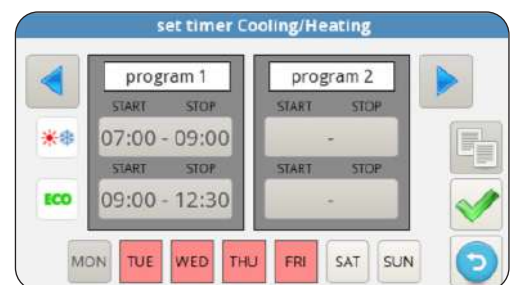 set timer Cooling/Heating
program 1 program 2
START STOP START STOP
07:00 - 09:00 -
START STOP START STOP
ECO 09:00 - 12:30 -
MON TUE WED THU FRI SAT SUN